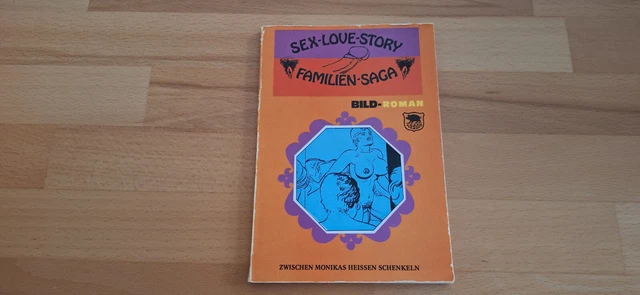 SEX-LOVE-STORY
FAMILIEN-SAGA
BILD-ROMAN
ZWISCHEN MONIKAS HEISSEN SCHENKELN